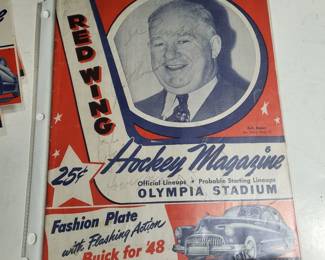 RED WING
25¢
Hockey Magazine
Official Lineups • Probable Starting Lineups
OLYMPIA STADIUM
Fashion Plate
with Flashing Action
Buick for '48